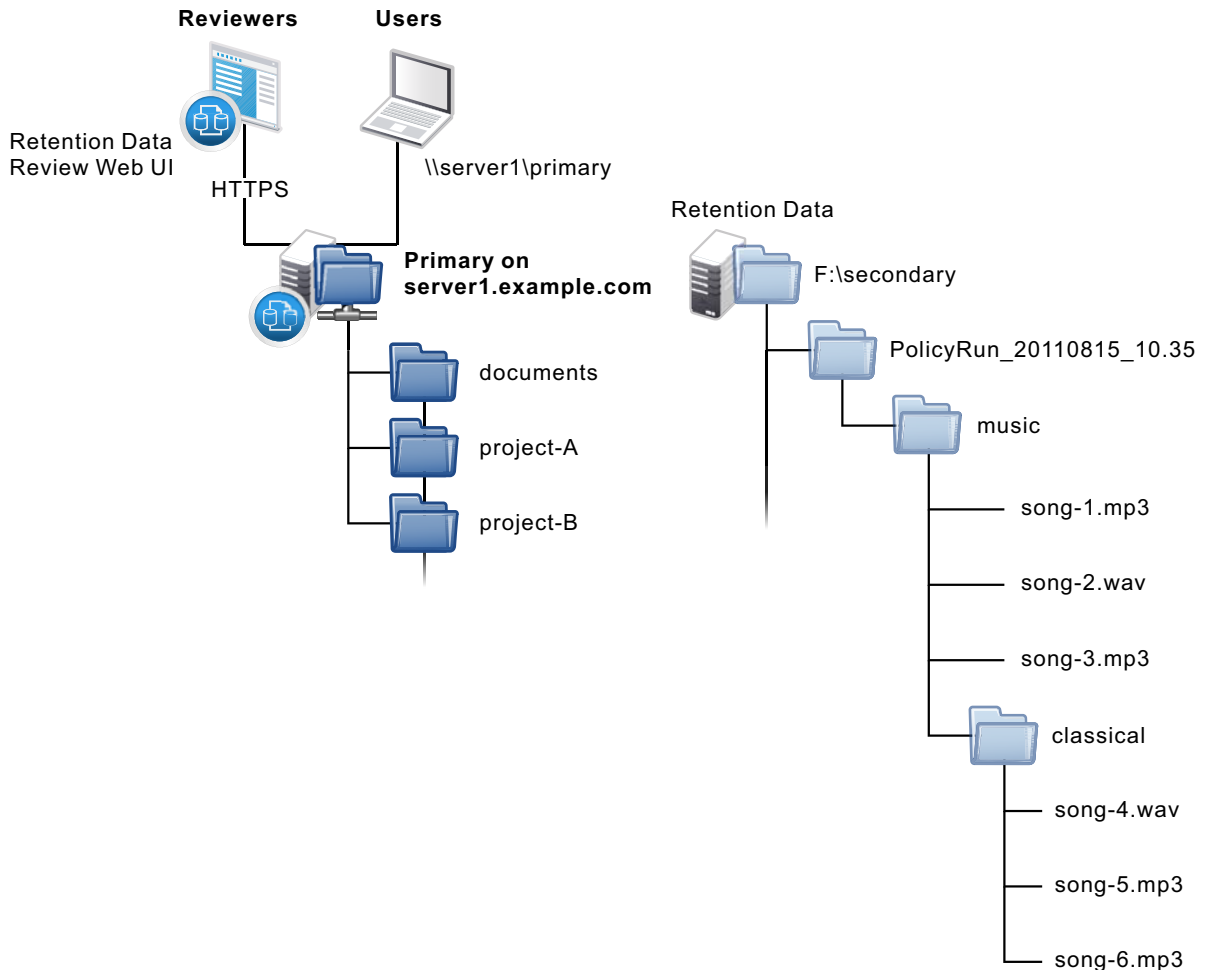 Reviewers
Users
Retention Data
Review Web UI
HTTPS
\\server1\primary
Primary on
server1.example.com
documents
project-A
project-B
Retention Data
F:\secondary
PolicyRun_20110815_10.35
music
song-1.mp3
song-2.wav
song-3.mp3
classical
song-4.wav
song-5.mp3
song-6.mp3